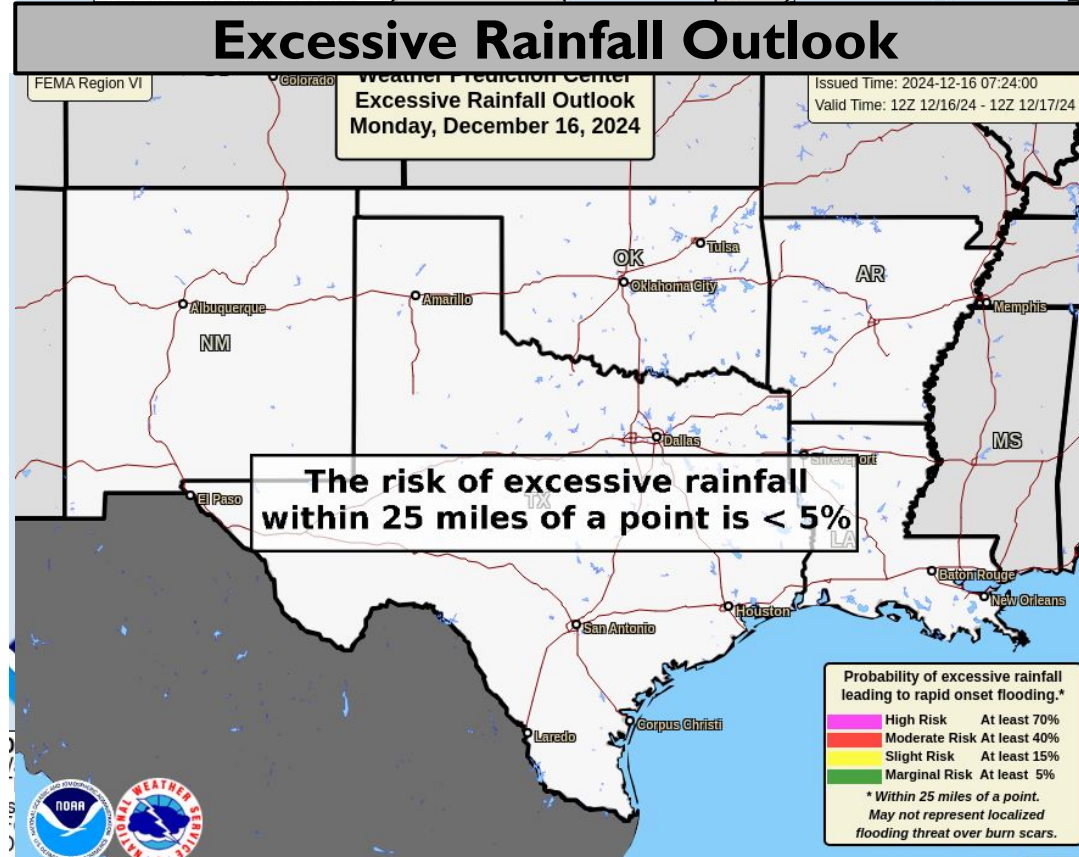 Excessive Rainfall Outlook
FEMA Region VI
Weather Prediction Center
Excessive Rainfall Outlook
Monday, December 16, 2024
Issued Time: 2024-12-16 07:24:00
Valid Time: 12Z 12/16/24 - 12Z 12/17/24
Colorado
Tulsa
OK
Oklahoma City
AR
Amarillo
Albuquerque
Memphis
NM
Dallas
MS
Shreveport
The risk of excessive rainfall
within 25 miles of a point is < 5%
El Paso
TX
LA
Baton Rouge
New Orleans
Houston
San Antonio
Corpus Christi
Laredo
Probability of excessive rainfall
leading to rapid onset flooding.*
High Risk At least 70%
Moderate Risk At least 40%
Slight Risk At least 15%
Marginal Risk At least 5%
* Within 25 miles of a point.
May not represent localized
flooding threat over burn scars.
NOAA
NATIONAL WEATHER SERVICE